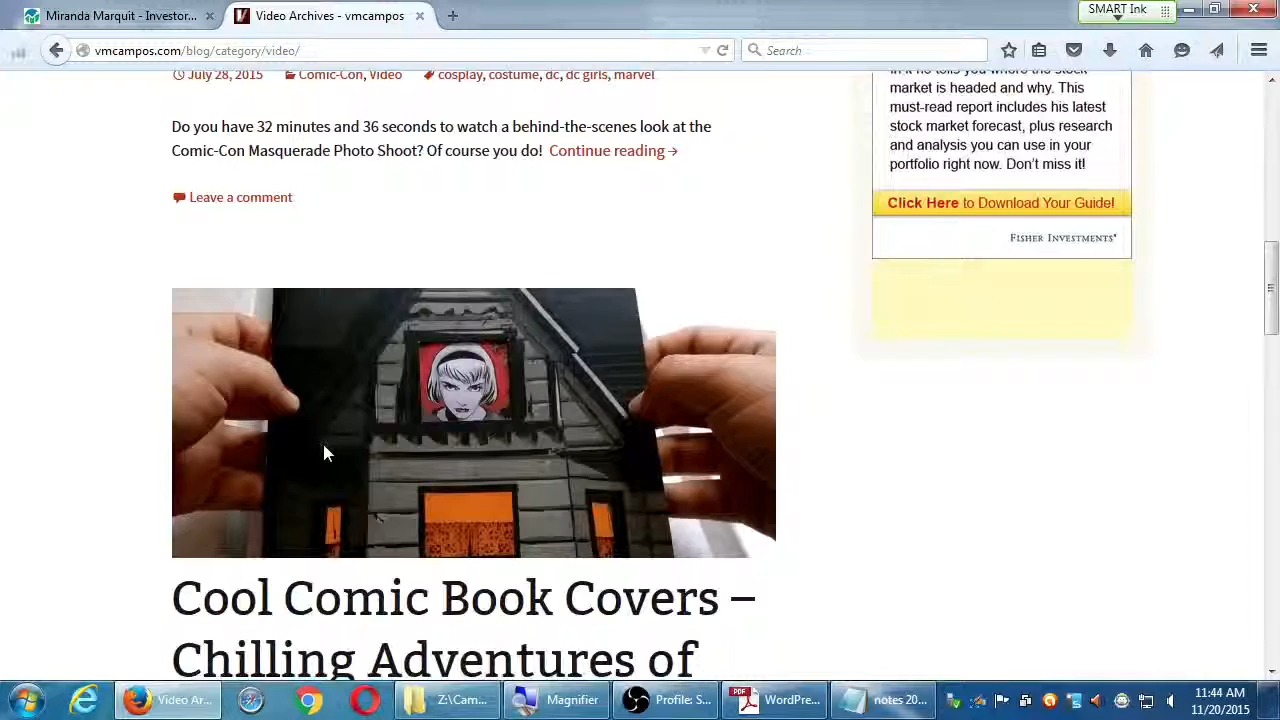 Miranda Marquit - Investor...
Video Archives - vmcampos
SMART Ink
vmcampos.com/blog/category/video/
Search
July 28, 2015
Comic-Con, Video
cosplay, costume, dc, dc girls, marvel
Do you have 32 minutes and 36 seconds to watch a behind-the-scenes look at the
Comic-Con Masquerade Photo Shoot? Of course you do! Continue reading →
Leave a comment
market is headed and why. This
must-read report includes his latest
stock market forecast, plus research
and analysis you can use in your
portfolio right now. Don't miss it!
Click Here to Download Your Guide!
FISHER INVESTMENTS
Cool Comic Book Covers –
Chilling Adventures of
Video Ar...
Z:\Cam...
Magnifier
Profile: S...
PDF
WordPre...
notes 20...
11:44 AM
11/20/2015